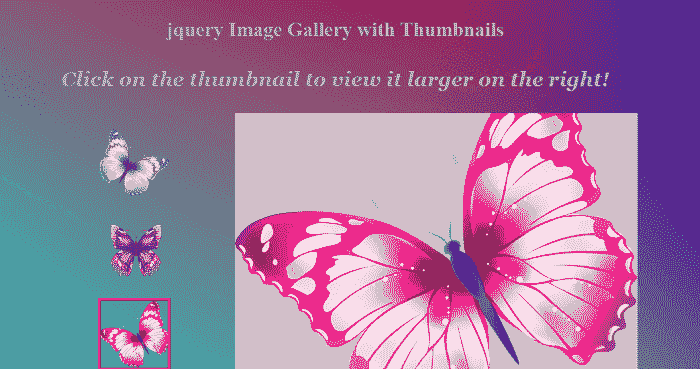 jquery Image Gallery with Thumbnails
Click on the thumbnail to view it larger on the right!